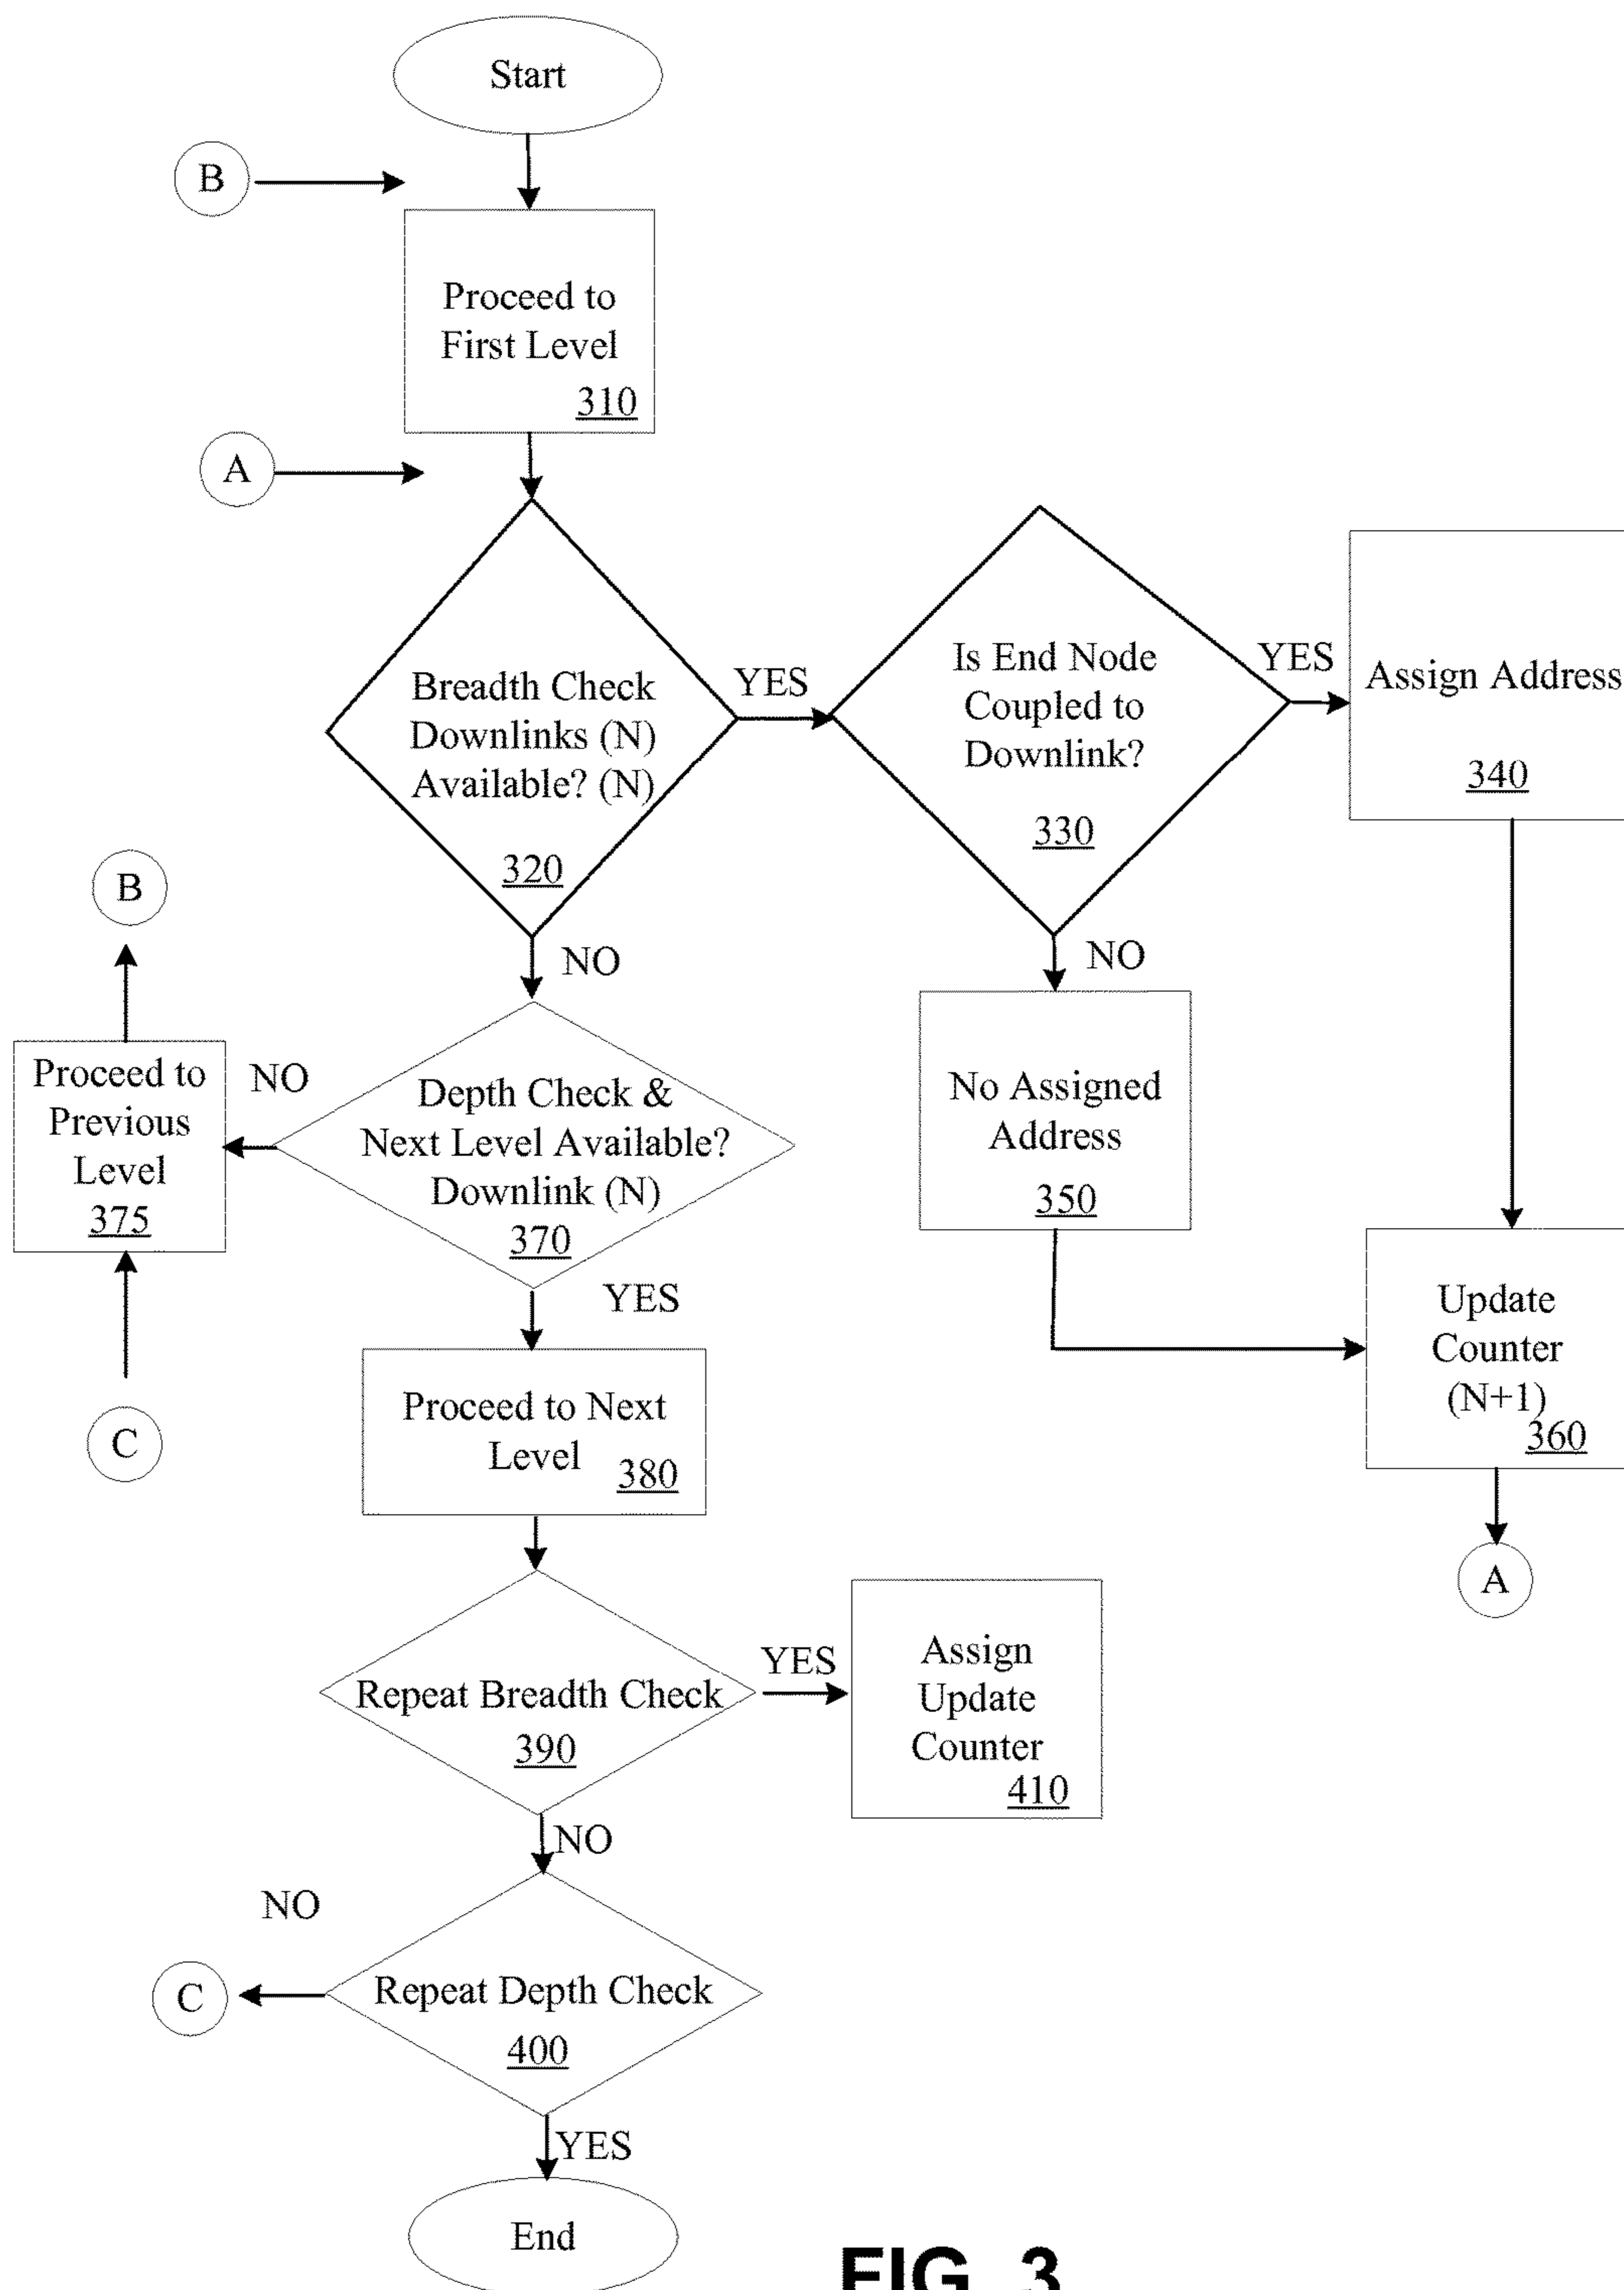 Start
B
Proceed to
First Level
310
A
Breadth Check
Downlinks (N)
Available? (N)
320
YES
Is End Node
Coupled to
Downlink?
330
YES
Assign Address
340
NO
NO
No Assigned
Address
350
B
Proceed to
Previous
Level
375
NO
Depth Check &
Next Level Available?
Downlink (N)
370
YES
Update
Counter
(N+1)
360
C
Proceed to Next
Level
380
A
Repeat Breadth Check
390
YES
Assign
Update
Counter
410
NO
NO
C
Repeat Depth Check
400
YES
End
FIG. 3